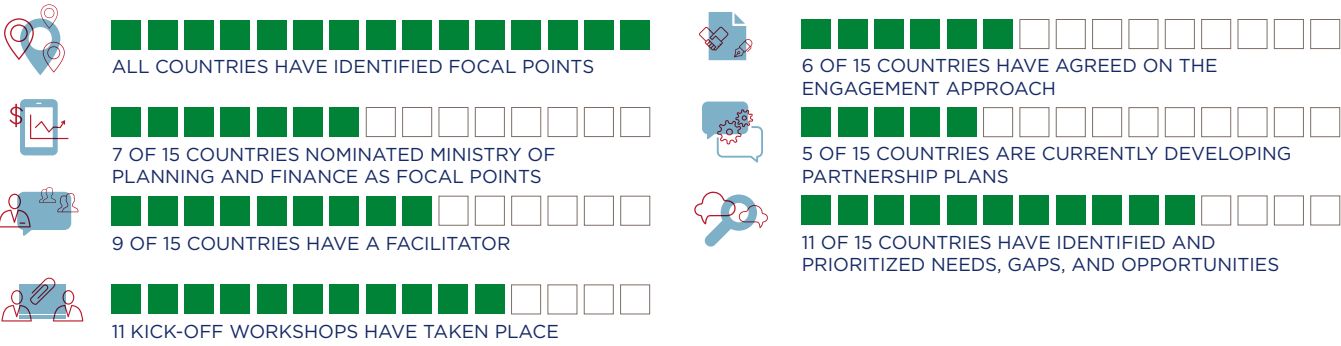 ALL COUNTRIES HAVE IDENTIFIED FOCAL POINTS
$
7 OF 15 COUNTRIES NOMINATED MINISTRY OF
PLANNING AND FINANCE AS FOCAL POINTS
9 OF 15 COUNTRIES HAVE A FACILITATOR
11 KICK-OFF WORKSHOPS HAVE TAKEN PLACE
6 OF 15 COUNTRIES HAVE AGREED ON THE
ENGAGEMENT APPROACH
5 OF 15 COUNTRIES ARE CURRENTLY DEVELOPING
PARTNERSHIP PLANS
11 OF 15 COUNTRIES HAVE IDENTIFIED AND
PRIORITIZED NEEDS, GAPS, AND OPPORTUNITIES